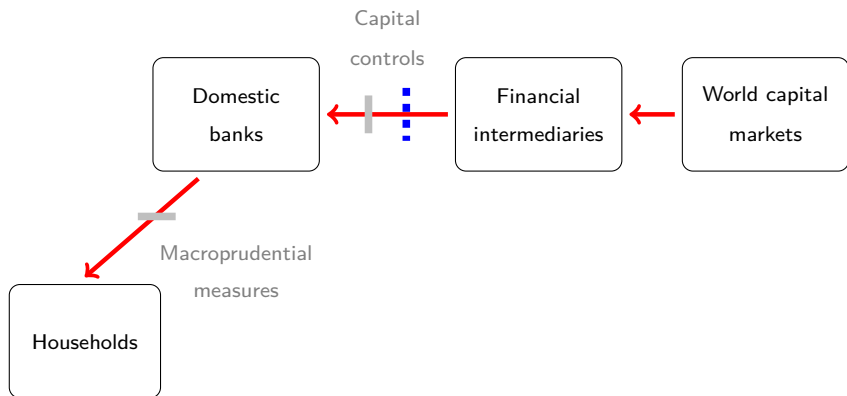 Capital
controls
Domestic
banks
Financial
intermediaries
World capital
markets
Macroprudential
measures
Households